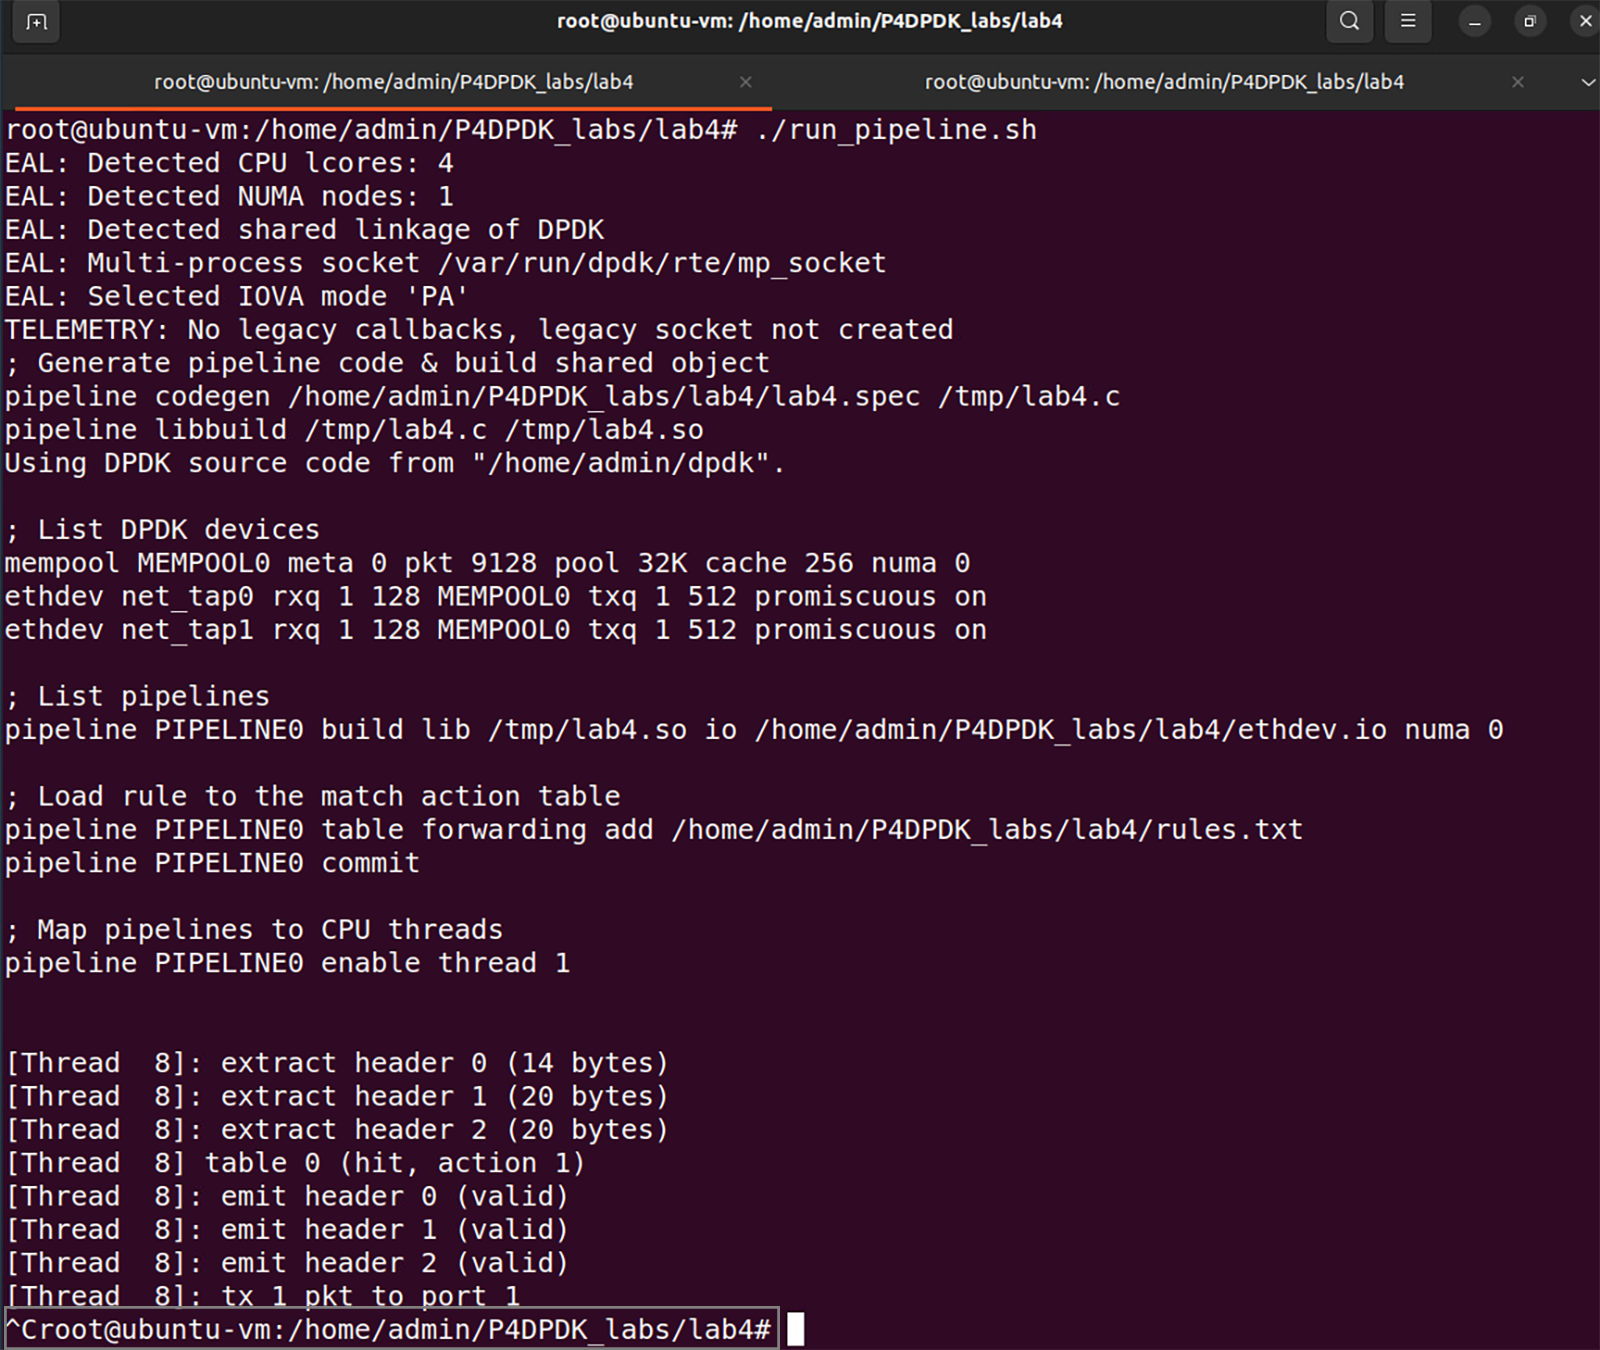 root@ubuntu-vm: /home/admin/P4DPDK_labs/lab4
root@ubuntu-vm: /home/admin/P4DPDK_labs/lab4 root@ubuntu-vm: /home/admin/P4DPDK_labs/lab4
root@ubuntu-vm:/home/admin/P4DPDK_labs/lab4# ./run_pipeline.sh
EAL: Detected CPU lcores: 4
EAL: Detected NUMA nodes: 1
EAL: Detected shared linkage of DPDK
EAL: Multi-process socket /var/run/dpdk/rte/mp_socket
EAL: Selected IOVA mode 'PA'
TELEMETRY: No legacy callbacks, legacy socket not created
; Generate pipeline code & build shared object
pipeline codegen /home/admin/P4DPDK_labs/lab4/lab4.spec /tmp/lab4.c
pipeline libbuild /tmp/lab4.c /tmp/lab4.so
Using DPDK source code from "/home/admin/dpdk".
; List DPDK devices
mempool MEMPOOL0 meta 0 pkt 9128 pool 32K cache 256 numa 0
ethdev net_tap0 rxq 1 128 MEMPOOL0 txq 1 512 promiscuous on
ethdev net_tap1 rxq 1 128 MEMPOOL0 txq 1 512 promiscuous on
; List pipelines
pipeline PIPELINE0 build lib /tmp/lab4.so io /home/admin/P4DPDK_labs/lab4/ethdev.io numa 0
; Load rule to the match action table
pipeline PIPELINE0 table forwarding add /home/admin/P4DPDK_labs/lab4/rules.txt
pipeline PIPELINE0 commit
; Map pipelines to CPU threads
pipeline PIPELINE0 enable thread 1
[Thread  8]: extract header 0 (14 bytes)
[Thread  8]: extract header 1 (20 bytes)
[Thread  8]: extract header 2 (20 bytes)
[Thread  8] table 0 (hit, action 1)
[Thread  8]: emit header 0 (valid)
[Thread  8]: emit header 1 (valid)
[Thread  8]: emit header 2 (valid)
[Thread  8]: tx 1 pkt to port 1
^Croot@ubuntu-vm:/home/admin/P4DPDK_labs/lab4#